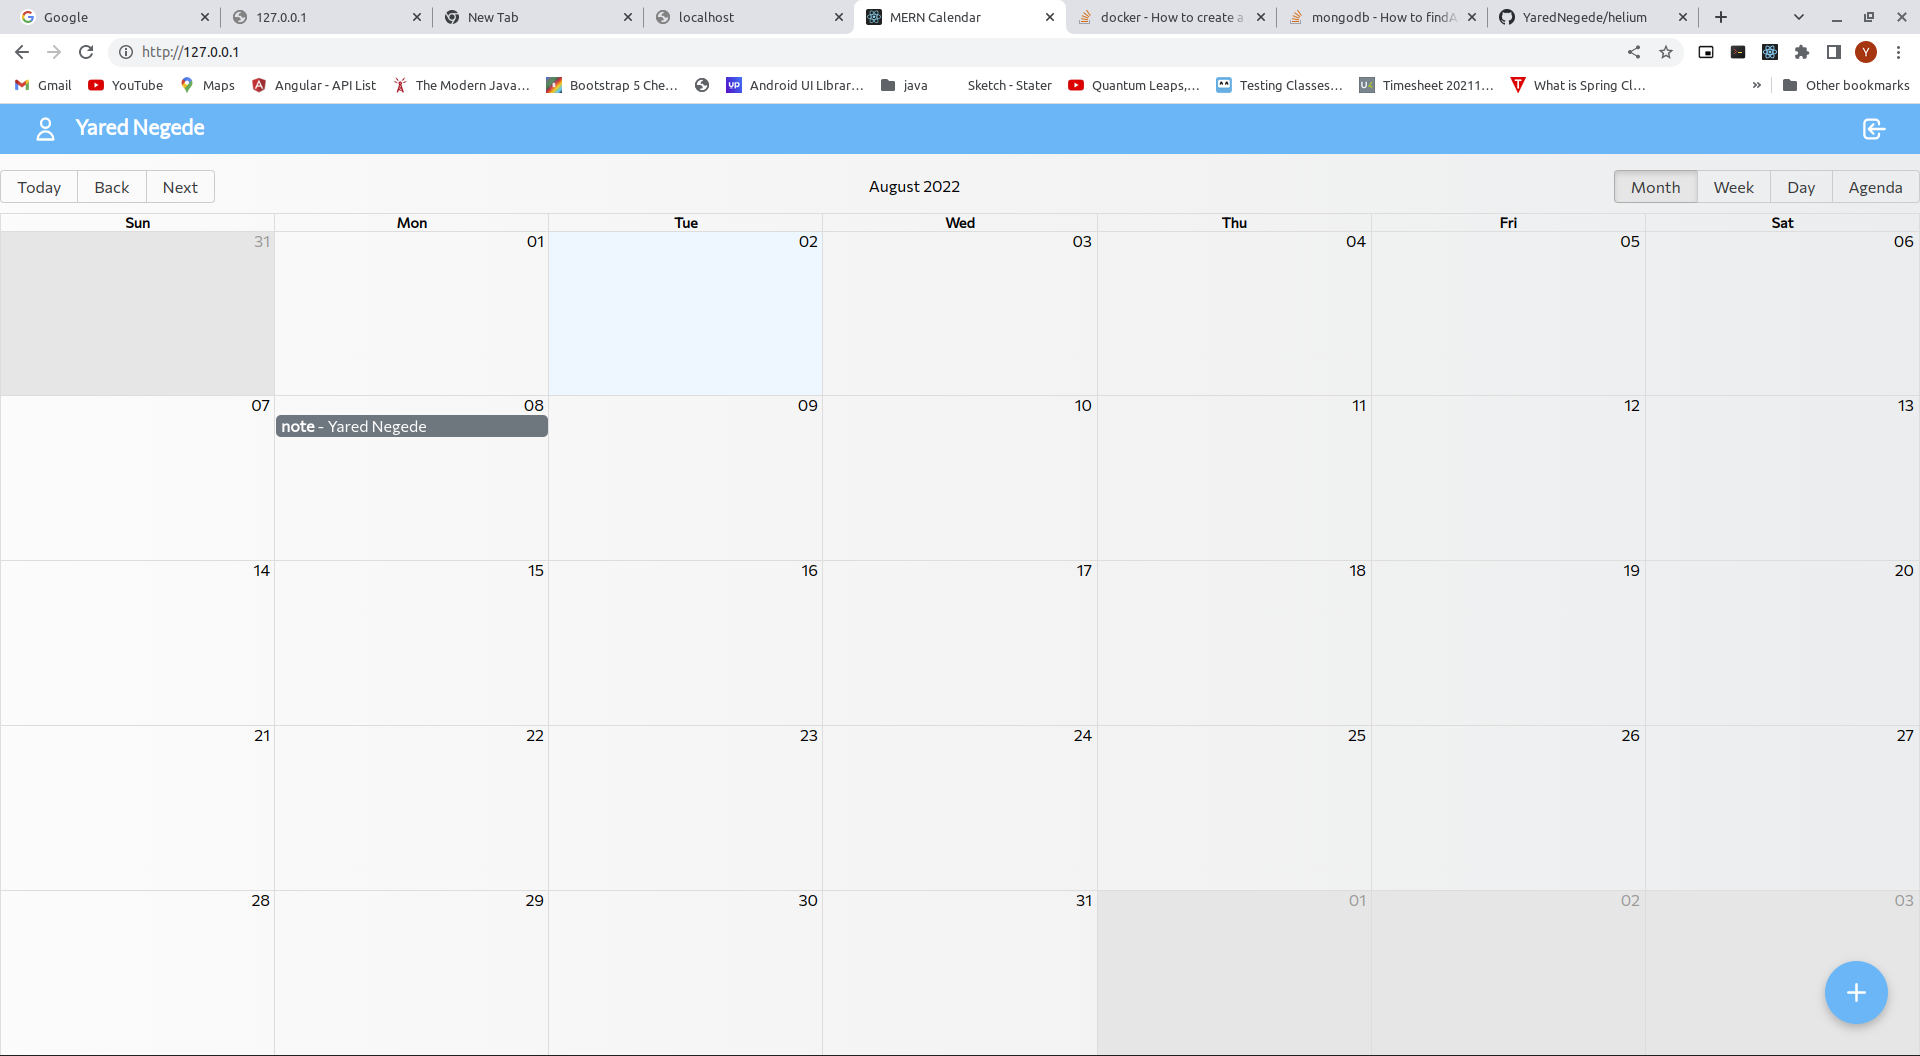 Google 127.0.0.1 New Tab localhost MERN Calendar docker - How to create a mongodb - How to findA YaredNegede/helium
http://127.0.0.1 Y
Gmail YouTube Maps Angular - API List The Modern Java... Bootstrap 5 Che... VP Android UI LIbrar... java Sketch - Stater Quantum Leaps,... Testing Classes... Timesheet 20211... What is Spring Cl... » Other bookmarks
Yared Negede
Today Back Next August 2022 Month Week Day Agenda
Sun Mon Tue Wed Thu Fri Sat
31 01 02 03 04 05 06
07 08 09 10 11 12 13
note - Yared Negede
14 15 16 17 18 19 20
21 22 23 24 25 26 27
28 29 30 31 01 02 03
+